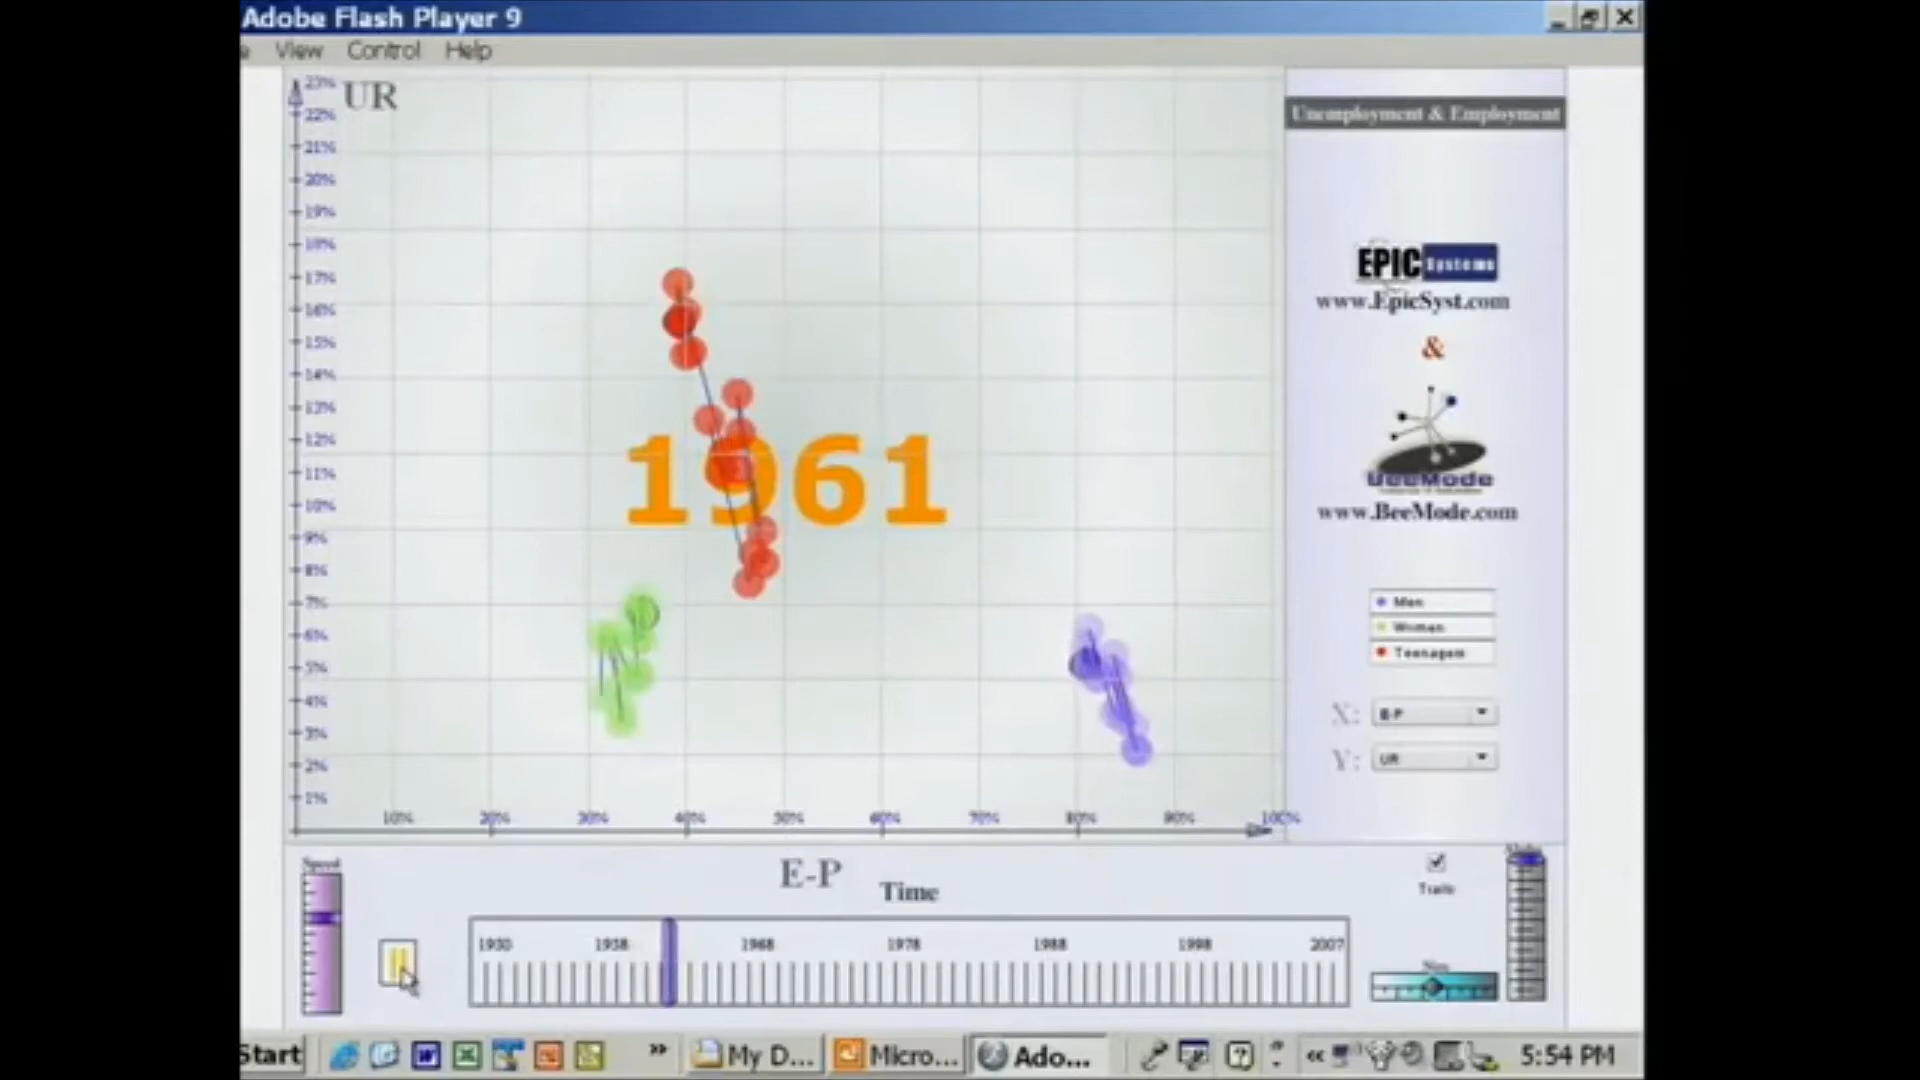 Adobe Flash Player 9
View Control Help
UR
23%
22%
21%
20%
19%
18%
17%
16%
15%
14%
13%
12%
11%
10%
9%
8%
7%
6%
5%
4%
3%
2%
1%
1961
10% 20% 30% 40% 50% 60% 70% 80% 90% 100%
Unemployment & Employment
EPIC Systems
www.EpicSyst.com
&
BeeMode
www.BeeMode.com
Men
Women
Teenagers
X: E-P
Y: UR
E-P
Time
Speed
1950 1958 1968 1978 1988 1998 2007
Trails
Size
Start
My D...
Micro...
Ado...
5:54 PM